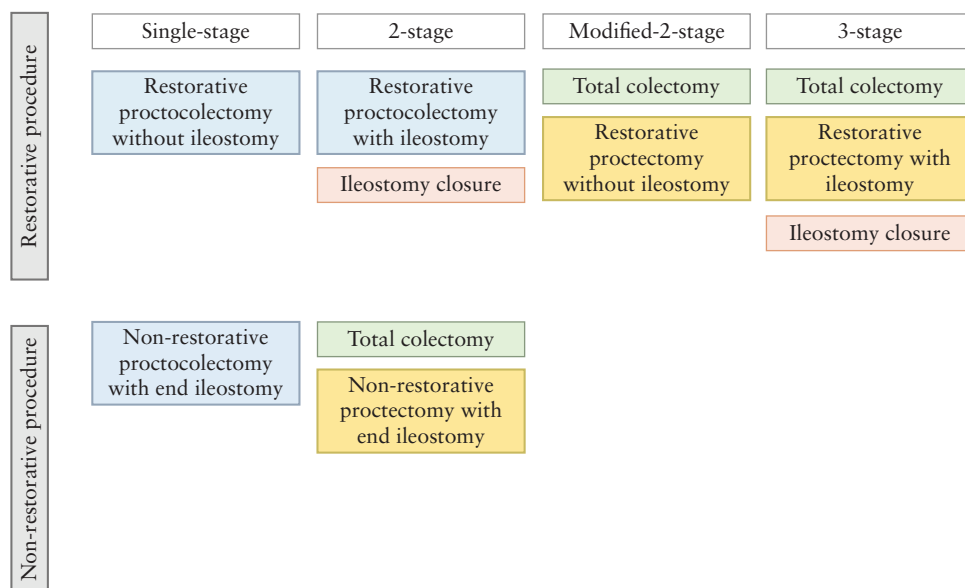 Single-stage
2-stage
Modified-2-stage
3-stage
Restorative procedure
Restorative
proctocolectomy
without ileostomy
Restorative
proctocolectomy
with ileostomy
Ileostomy closure
Total colectomy
Restorative
proctectomy
without ileostomy
Total colectomy
Restorative
proctectomy with
ileostomy
Ileostomy closure
Non-restorative procedure
Non-restorative
proctocolectomy
with end ileostomy
Total colectomy
Non-restorative
proctectomy with
end ileostomy